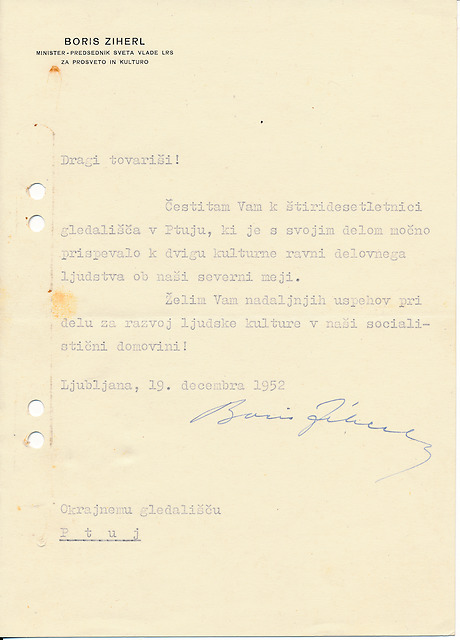 BORIS ZIHERL
MINISTER-PREDSEDNIK SVETA VLADE LRS
ZA PROSVETO IN KULTURO
Dragi tovariši!
Čestitam Vam k štiridesetletnici
gledališča v Ptuju, ki je s svojim delom močno
prispevalo k dvigu kulturne ravni delovnega
ljudstva ob naši severni meji.
Želim Vam nadaljnjih uspehov pri
delu za razvoj ljudske kulture v naši sociali-
stični domovini!
Ljubljana, 19. decembra 1952
Boris Ziherl
Okrajnemu gledališču
P t u j